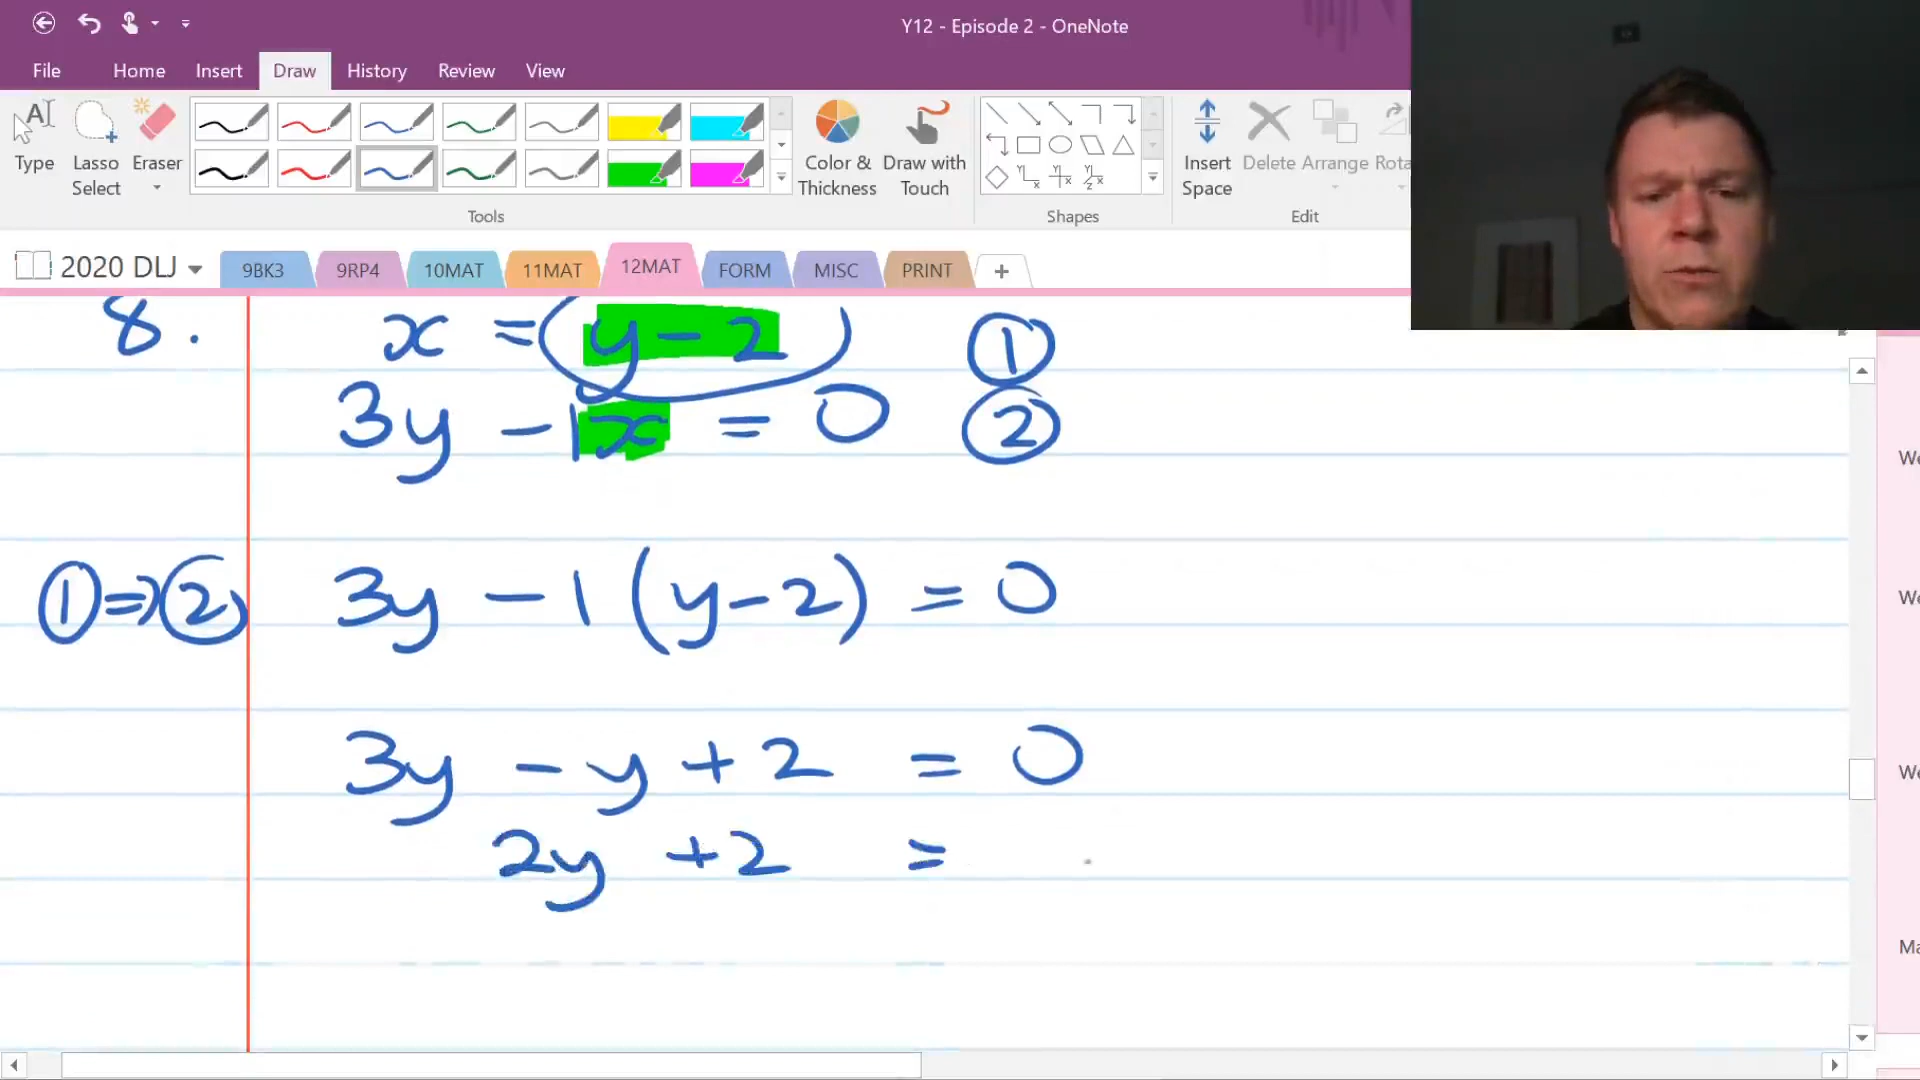 Y12 - Episode 2 - OneNote
File Home Insert Draw History Review View
Type Lasso Select Eraser Color & Thickness Draw with Touch Insert Space Delete Arrange
Tools Shapes Edit
2020 DLJ 9BK3 9RP4 10MAT 11MAT 12MAT FORM MISC PRINT +
8. x = (y - 2) ①
3y - 1x = 0 ②
① ⇒ ② 3y - 1(y - 2) = 0
3y - y + 2 = 0
2y + 2 =